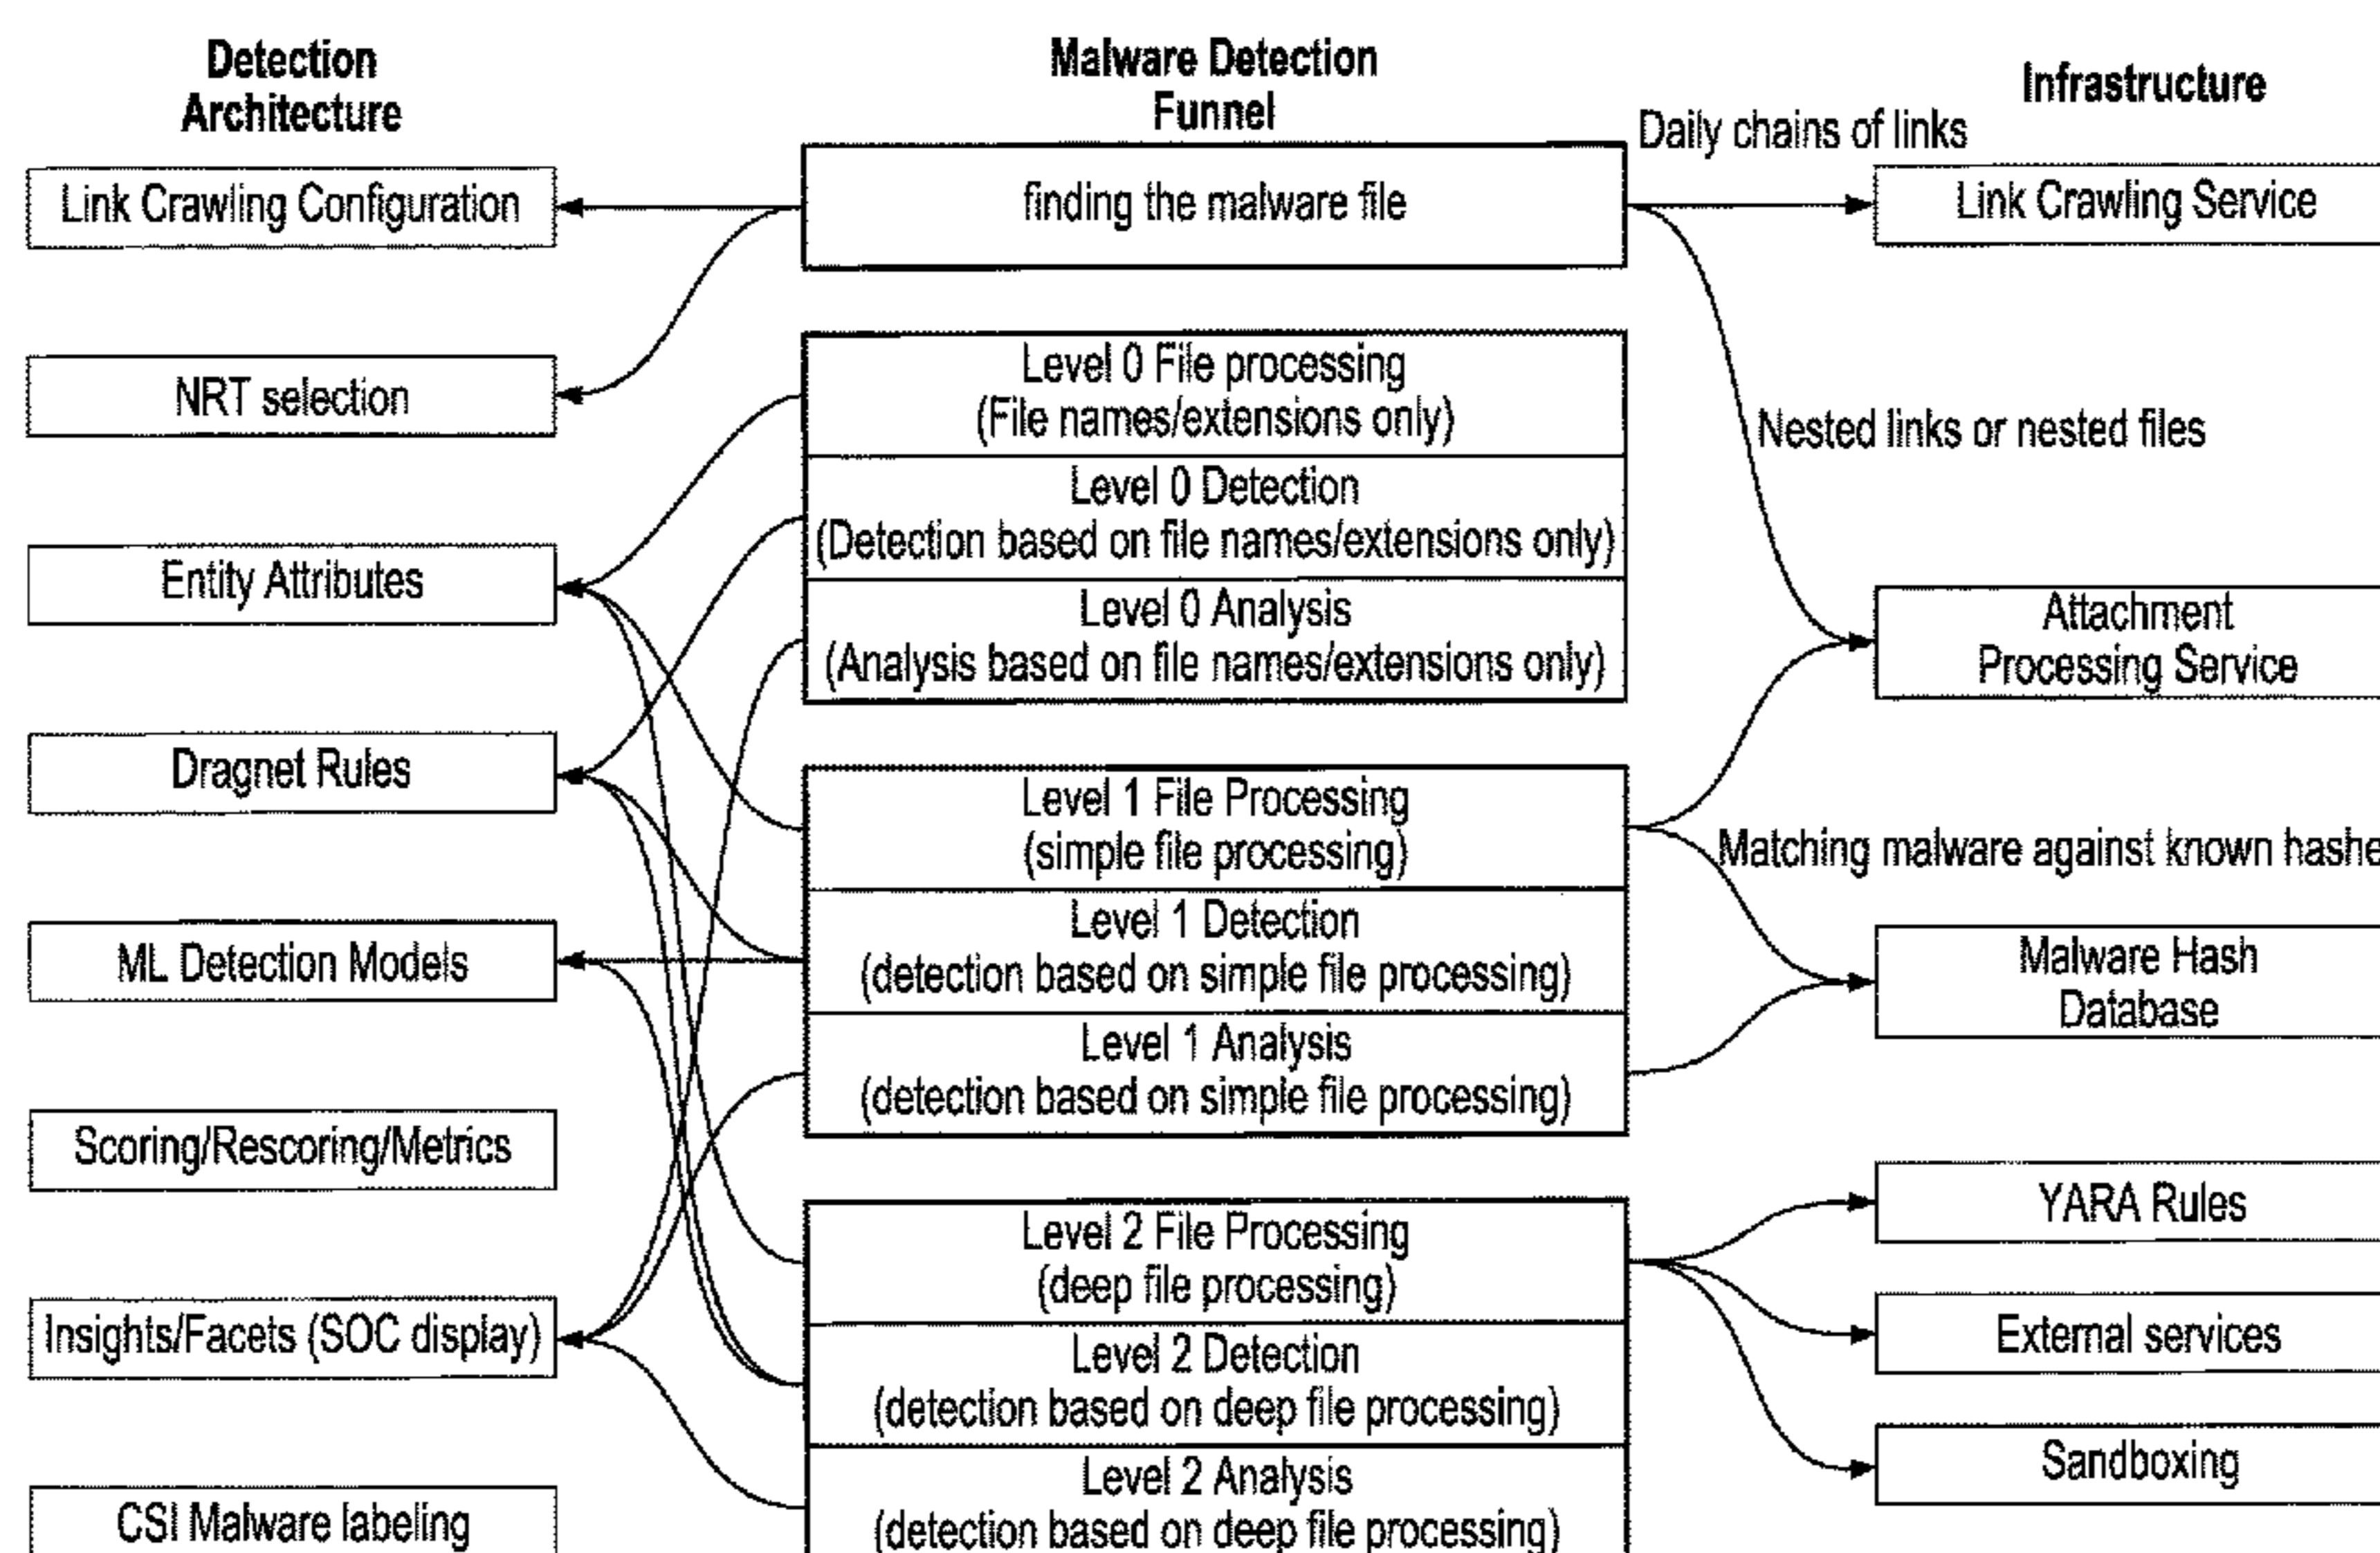 Detection
Architecture
Link Crawling Configuration
NRT selection
Entity Attributes
Dragnet Rules
ML Detection Models
Scoring/Rescoring/Metrics
Insights/Facets (SOC display)
CSI Malware labeling
Malware Detection
Funnel
finding the malware file
Level 0 File processing
(File names/extensions only)
Level 0 Detection
(Detection based on file names/extensions only)
Level 0 Analysis
(Analysis based on file names/extensions only)
Level 1 File Processing
(simple file processing)
Level 1 Detection
(detection based on simple file processing)
Level 1 Analysis
(detection based on simple file processing)
Level 2 File Processing
(deep file processing)
Level 2 Detection
(detection based on deep file processing)
Level 2 Analysis
(detection based on deep file processing)
Infrastructure
Daily chains of links
Link Crawling Service
Nested links or nested files
Attachment
Processing Service
Matching malware against known hashe
Malware Hash
Database
YARA Rules
External services
Sandboxing